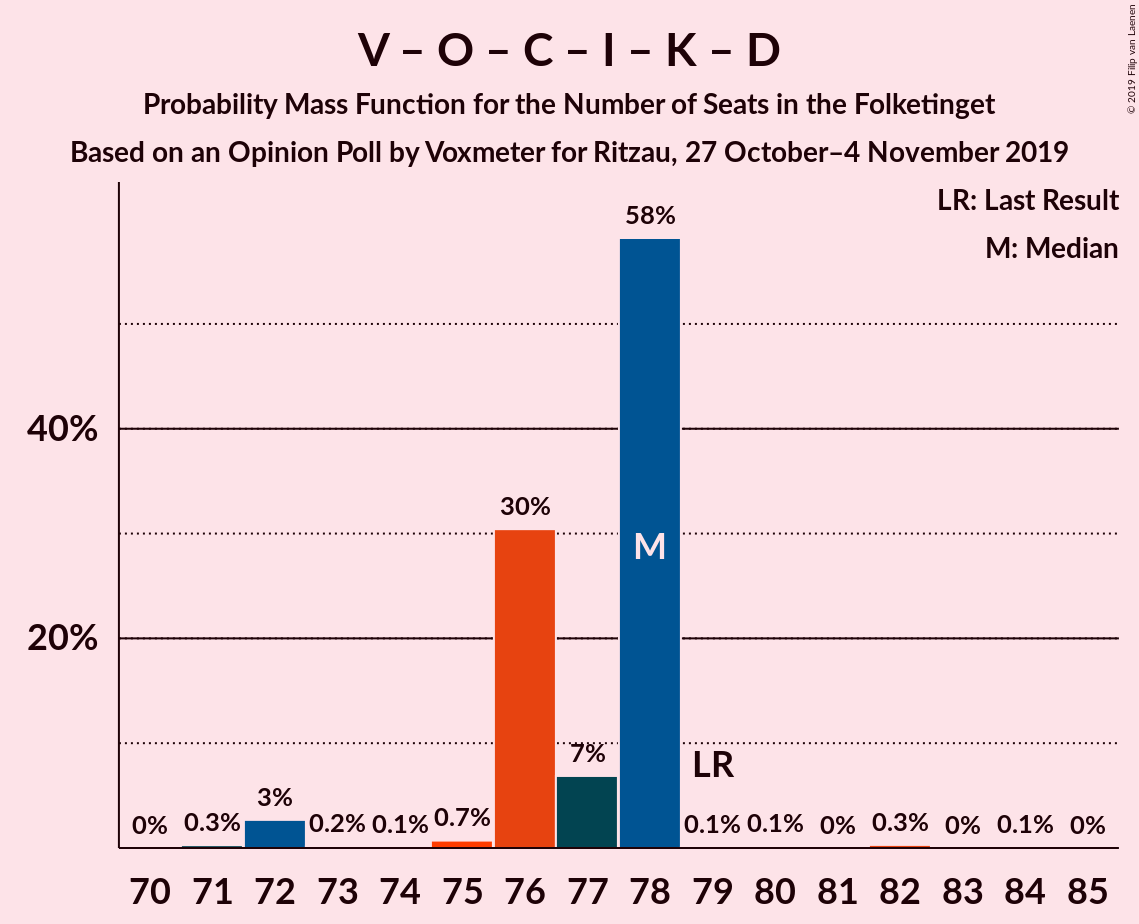 V – O – C – I – K – D
Probability Mass Function for the Number of Seats in the Folketinget
Based on an Opinion Poll by Voxmeter for Ritzau, 27 October–4 November 2019
© 2019 Filip van Laenen
LR: Last Result
M: Median
58%
40%
30%
M
20%
7%
LR
3%
0%
0.3%
0.2%
0.1%
0.7%
0.1%
0.1%
0%
0.3%
0%
0.1%
0%
70 71 72 73 74 75 76 77 78 79 80 81 82 83 84 85